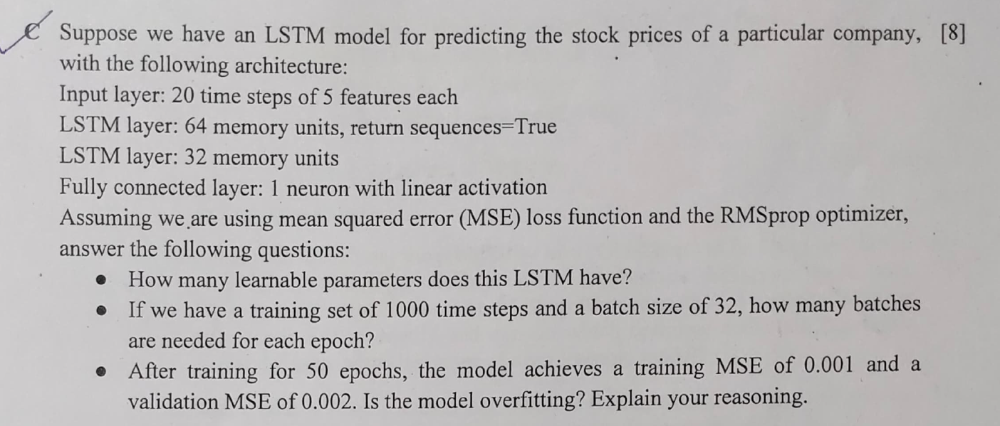 c Suppose we have an LSTM model for predicting the stock prices of a particular company, [8]
with the following architecture:
Input layer: 20 time steps of 5 features each
LSTM layer: 64 memory units, return sequences=True
LSTM layer: 32 memory units
Fully connected layer: 1 neuron with linear activation
Assuming we are using mean squared error (MSE) loss function and the RMSprop optimizer,
answer the following questions:
• How many learnable parameters does this LSTM have?
• If we have a training set of 1000 time steps and a batch size of 32, how many batches
are needed for each epoch?
• After training for 50 epochs, the model achieves a training MSE of 0.001 and a
validation MSE of 0.002. Is the model overfitting? Explain your reasoning.